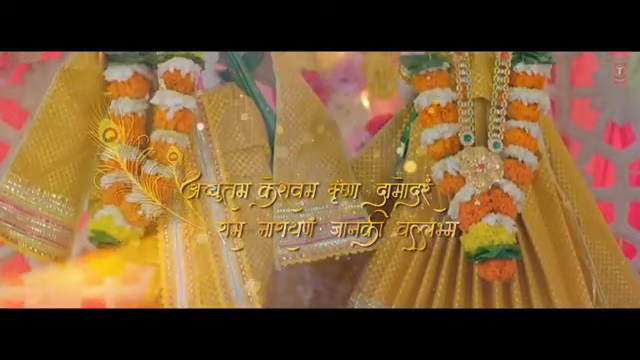 अच्युतम केशवम कृष्ण दामोदरं
राम नारायणं जानकी वल्लभम